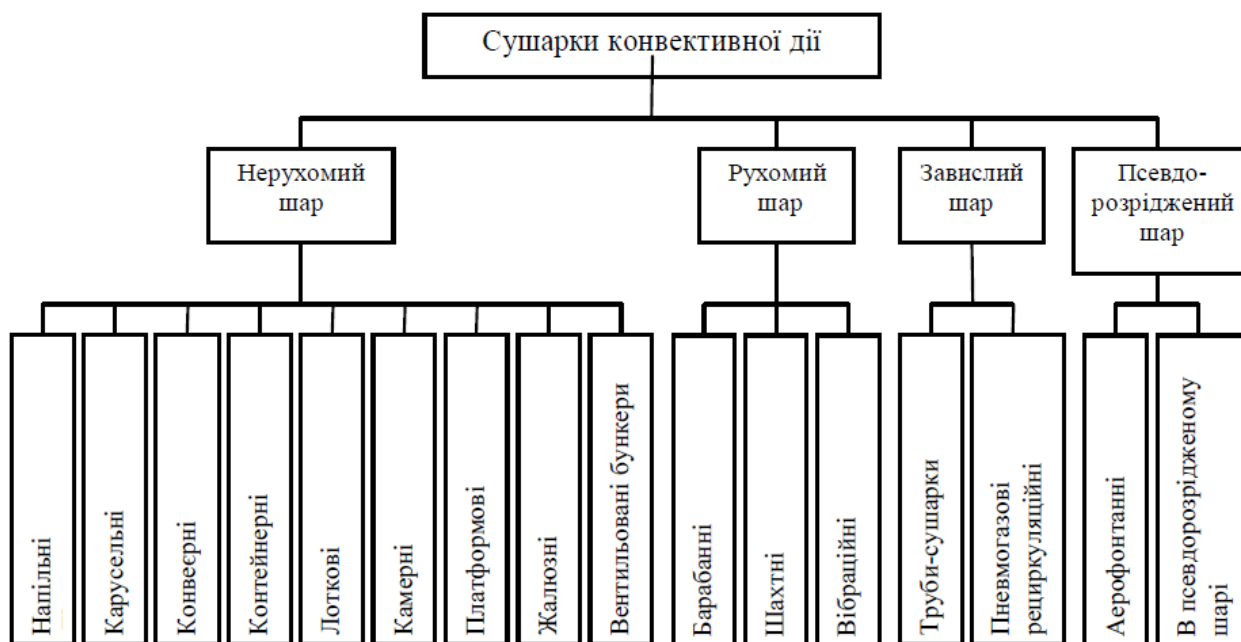 Сушарки конвективної дії
Нерухомий
шар
Рухомий
шар
Завислий
шар
Псевдо-
розріджений
шар
Напільні
Карусельні
Конвеєрні
Контейнерні
Лоткові
Камерні
Платформові
Жалюзні
Вентильовані бункери
Барабанні
Шахтні
Вібраційні
Труби-сушарки
Пневмогазові
рециркуляційні
Аерофонтанні
В псевдорозрідженому
шарі